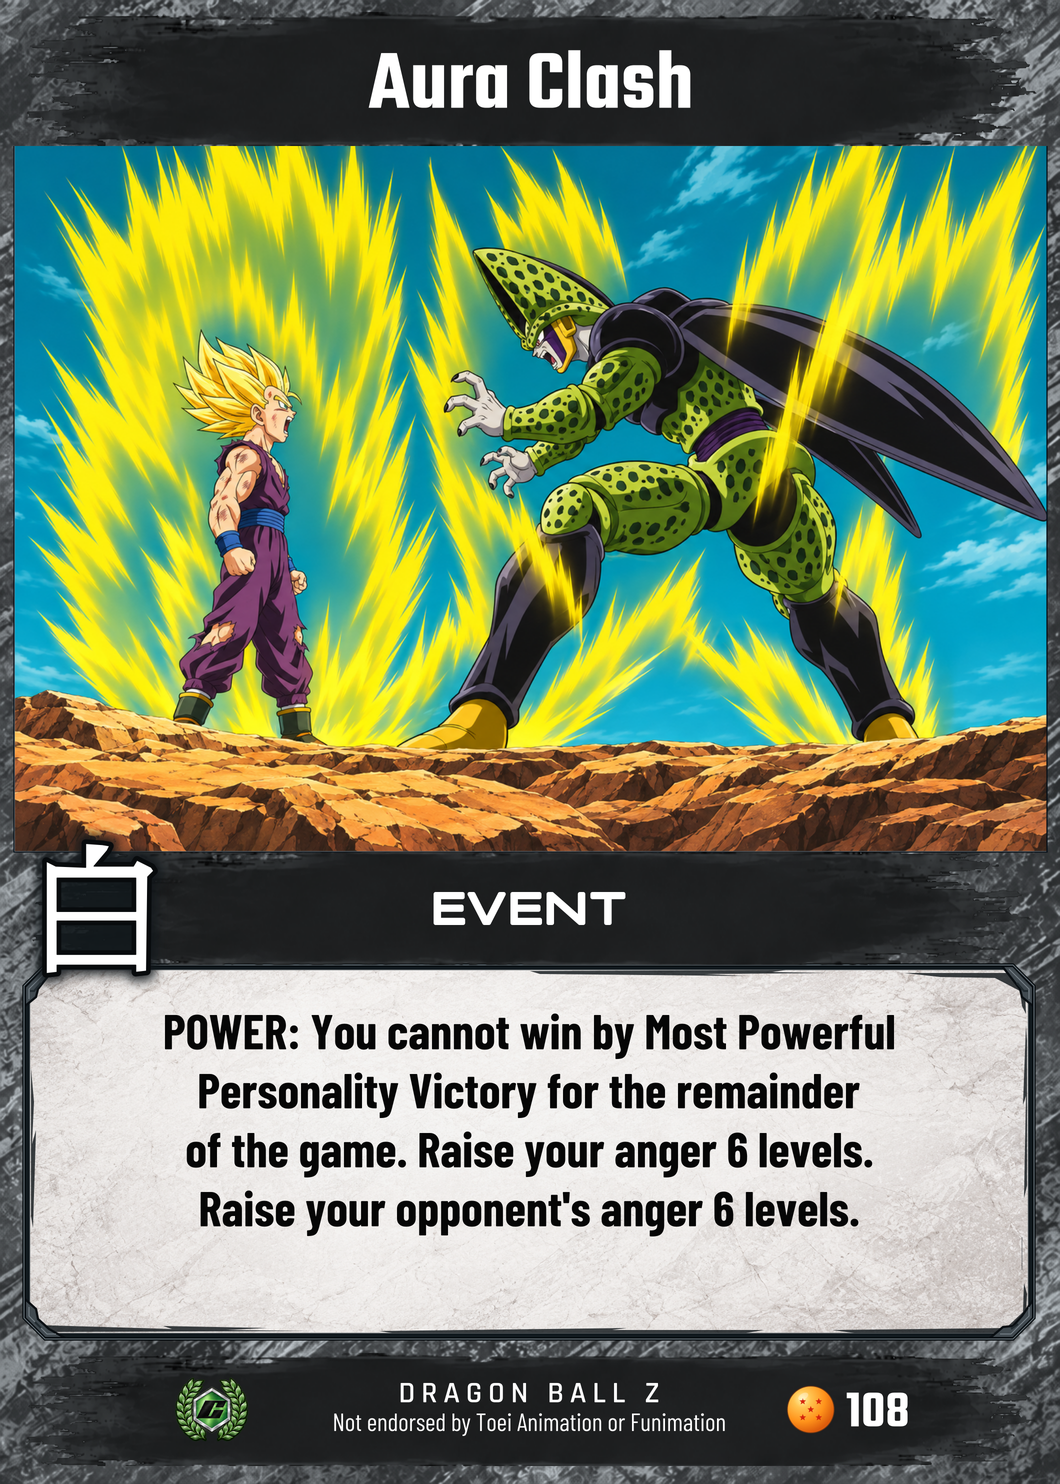 Aura Clash
白
EVENT
POWER: You cannot win by Most Powerful
Personality Victory for the remainder
of the game. Raise your anger 6 levels.
Raise your opponent's anger 6 levels.
DRAGON BALL Z
Not endorsed by Toei Animation or Funimation
108